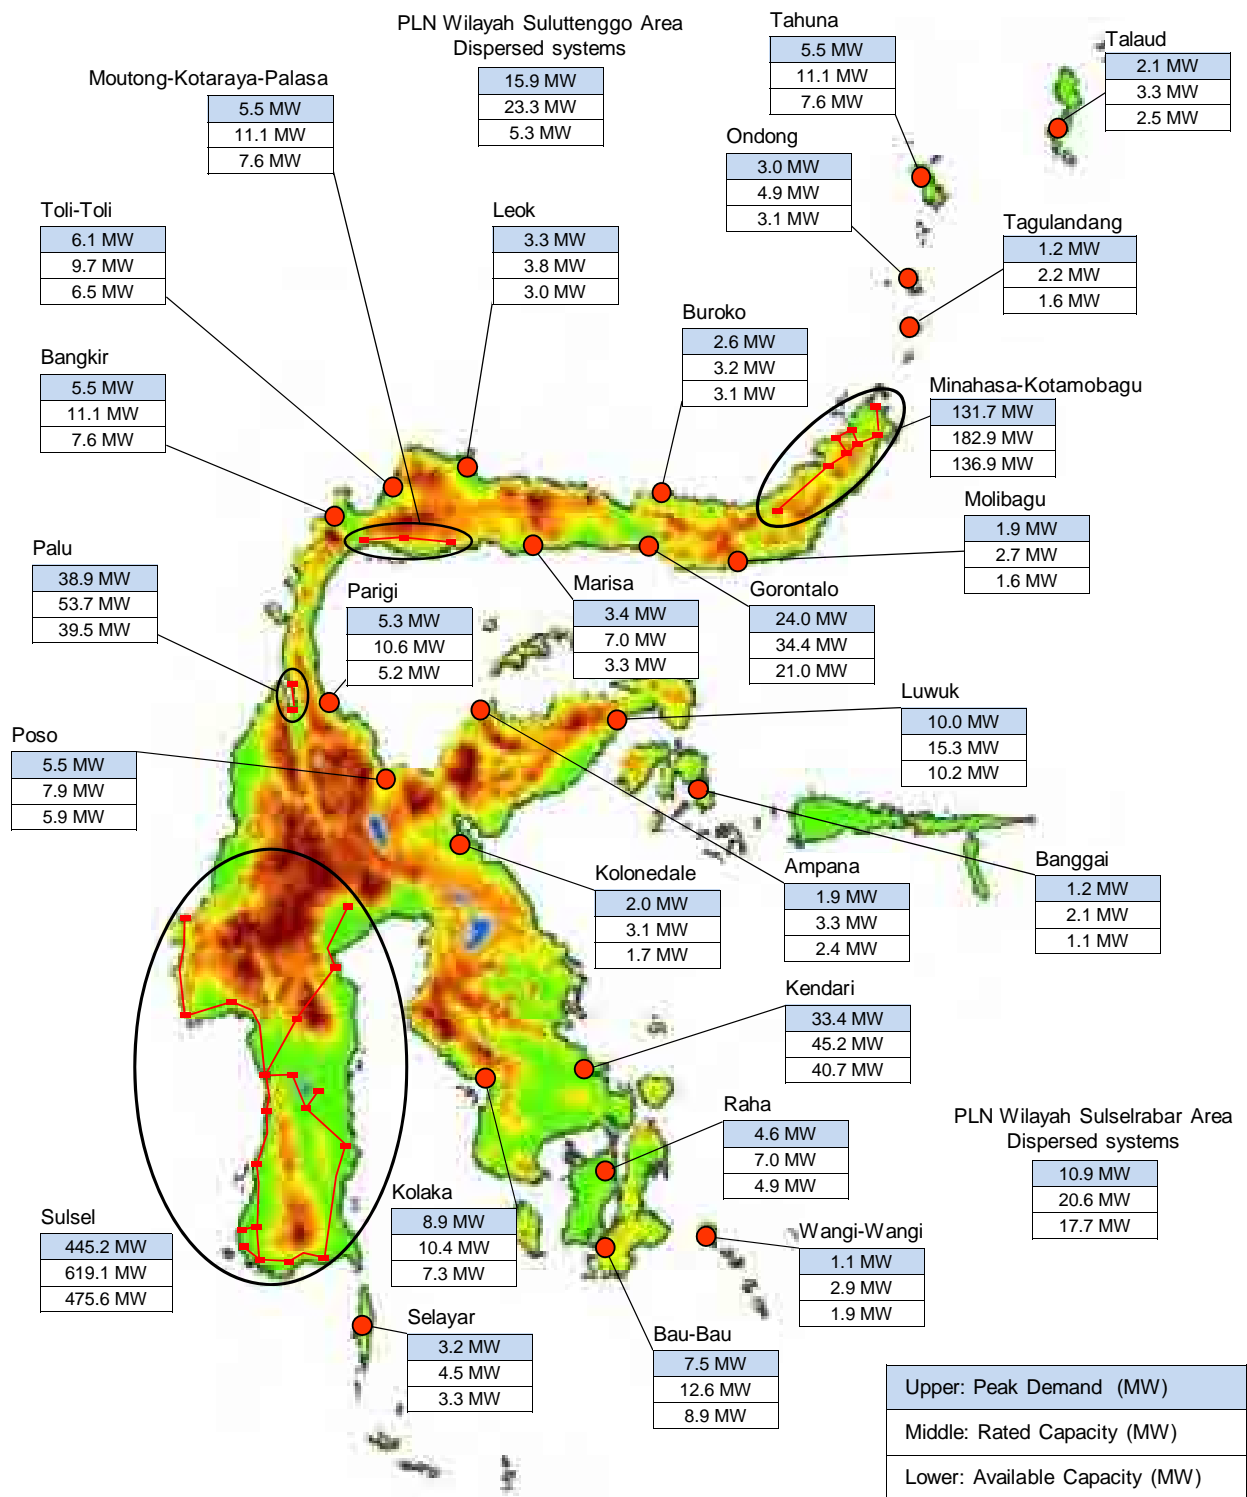 PLN Wilayah Suluttenggo Area
Dispersed systems
15.9 MW
23.3 MW
5.3 MW
Tahuna
5.5 MW
11.1 MW
7.6 MW
Talaud
2.1 MW
3.3 MW
2.5 MW
Moutong-Kotaraya-Palasa
5.5 MW
11.1 MW
7.6 MW
Ondong
3.0 MW
4.9 MW
3.1 MW
Toli-Toli
6.1 MW
9.7 MW
6.5 MW
Leok
3.3 MW
3.8 MW
3.0 MW
Tagulandang
1.2 MW
2.2 MW
1.6 MW
Buroko
2.6 MW
3.2 MW
3.1 MW
Bangkir
5.5 MW
11.1 MW
7.6 MW
Minahasa-Kotamobagu
131.7 MW
182.9 MW
136.9 MW
Molibagu
1.9 MW
2.7 MW
1.6 MW
Palu
38.9 MW
53.7 MW
39.5 MW
Parigi
5.3 MW
10.6 MW
5.2 MW
Marisa
3.4 MW
7.0 MW
3.3 MW
Gorontalo
24.0 MW
34.4 MW
21.0 MW
Luwuk
10.0 MW
15.3 MW
10.2 MW
Poso
5.5 MW
7.9 MW
5.9 MW
Kolonedale
2.0 MW
3.1 MW
1.7 MW
Ampana
1.9 MW
3.3 MW
2.4 MW
Banggai
1.2 MW
2.1 MW
1.1 MW
Kendari
33.4 MW
45.2 MW
40.7 MW
Raha
4.6 MW
7.0 MW
4.9 MW
PLN Wilayah Sulselrabar Area
Dispersed systems
10.9 MW
20.6 MW
17.7 MW
Kolaka
8.9 MW
10.4 MW
7.3 MW
Sulsel
445.2 MW
619.1 MW
475.6 MW
Wangi-Wangi
1.1 MW
2.9 MW
1.9 MW
Selayar
3.2 MW
4.5 MW
3.3 MW
Bau-Bau
7.5 MW
12.6 MW
8.9 MW
Upper: Peak Demand (MW)
Middle: Rated Capacity (MW)
Lower: Available Capacity (MW)